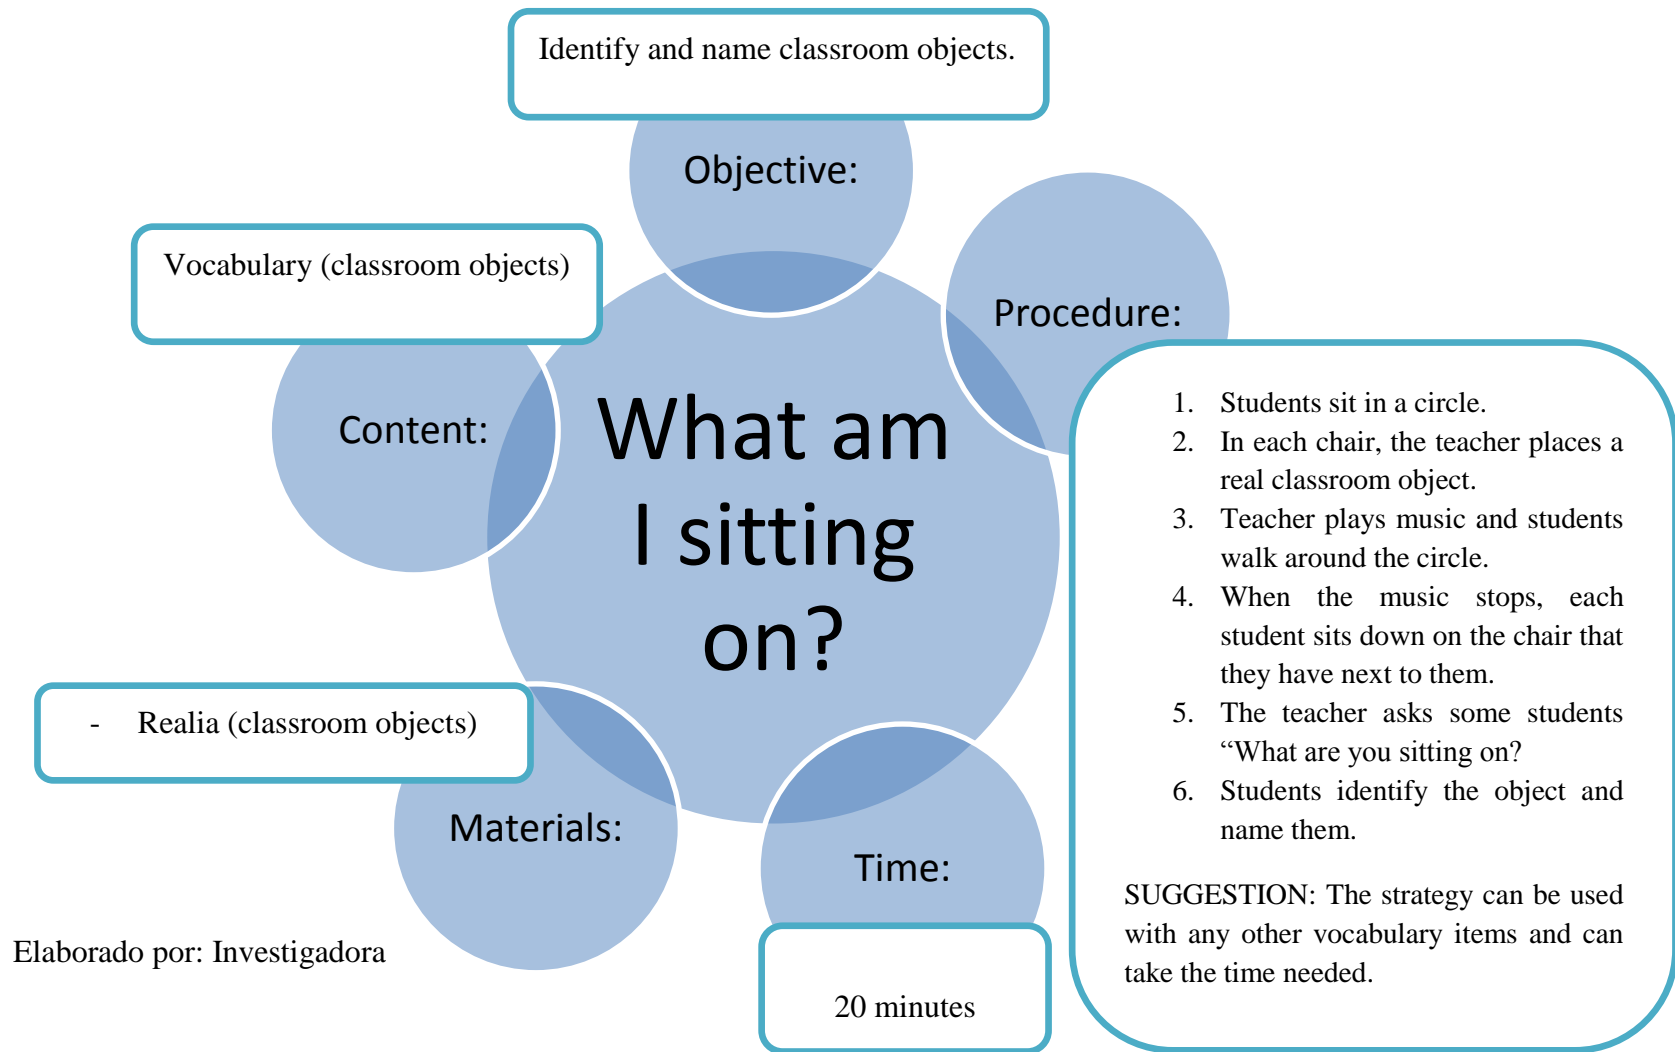 Identify and name classroom objects.
Objective:
Vocabulary (classroom objects)
Content:
What am
I sitting
on?
Procedure:
1. Students sit in a circle.
2. In each chair, the teacher places a
real classroom object.
3. Teacher plays music and students
walk around the circle.
4. When the music stops, each
student sits down on the chair that
they have next to them.
5. The teacher asks some students
“What are you sitting on?
6. Students identify the object and
name them.
SUGGESTION: The strategy can be used
with any other vocabulary items and can
take the time needed.
- Realia (classroom objects)
Materials:
Time:
20 minutes
Elaborado por: Investigadora